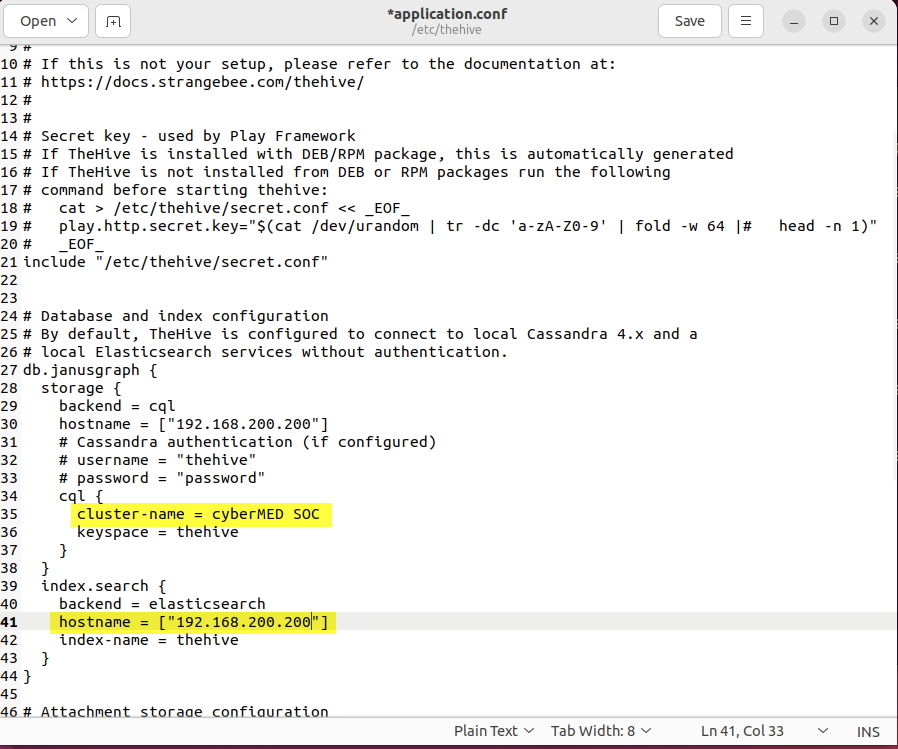 Open
*application.conf
/etc/thehive
Save
9 #
10 # If this is not your setup, please refer to the documentation at:
11 # https://docs.strangebee.com/thehive/
12 #
13 #
14 # Secret key - used by Play Framework
15 # If TheHive is installed with DEB/RPM package, this is automatically generated
16 # If TheHive is not installed from DEB or RPM packages run the following
17 # command before starting thehive:
18 #   cat > /etc/thehive/secret.conf << _EOF_
19 #   play.http.secret.key="$(cat /dev/urandom | tr -dc 'a-zA-Z0-9' | fold -w 64 |#   head -n 1)"
20 #   _EOF_
21 include "/etc/thehive/secret.conf"
22
23
24 # Database and index configuration
25 # By default, TheHive is configured to connect to local Cassandra 4.x and a
26 # local Elasticsearch services without authentication.
27 db.janusgraph {
28   storage {
29     backend = cql
30     hostname = ["192.168.200.200"]
31     # Cassandra authentication (if configured)
32     # username = "thehive"
33     # password = "password"
34     cql {
35       cluster-name = cyberMED SOC
36       keyspace = thehive
37     }
38   }
39   index.search {
40     backend = elasticsearch
41     hostname = ["192.168.200.200"]
42     index-name = thehive
43   }
44 }
45
46 # Attachment storage configuration
Plain Text Tab Width: 8 Ln 41, Col 33 INS